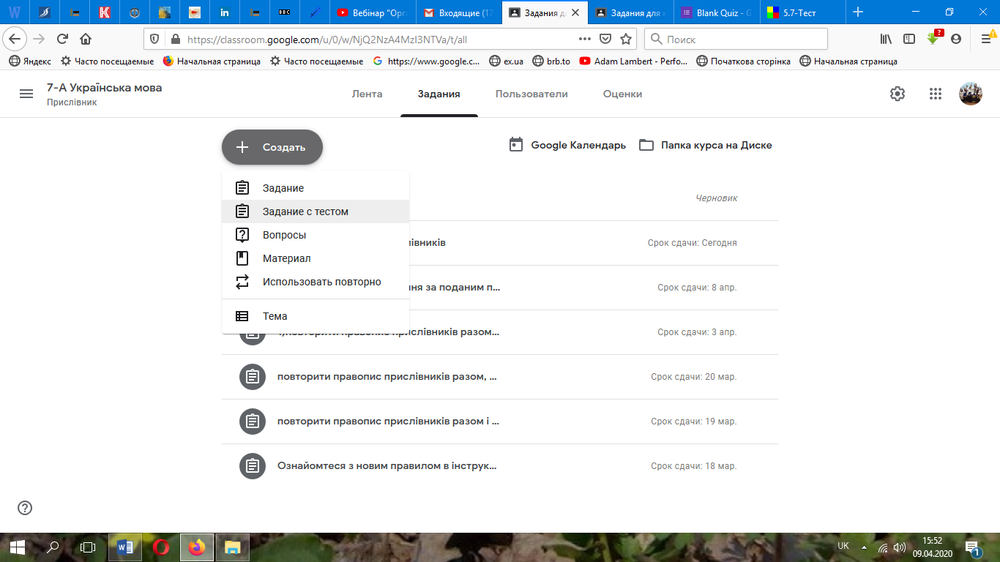 Вебінар "Орг
Входящие (17
Задания д
Задания для
Blank Quiz - G
5.7-Тест
https://classroom.google.com/u/0/w/NjQ2NzA4MzI3NTVa/t/all
Поиск
Яндекс
Часто посещаемые
Начальная страница
Часто посещаемые
https://www.google.c...
ex.ua
brb.to
Adam Lambert - Perfo...
Початкова сторінка
Начальная страница
7-А Українська мова
Прислівник
Лента
Задания
Пользователи
Оценки
Создать
Google Календарь
Папка курса на Диске
Задание
Задание с тестом
Вопросы
Материал
Использовать повторно
Тема
Черновик
лівників
Срок сдачи: Сегодня
ня за поданим п...
Срок сдачи: 8 апр.
повторити правопис прислівників разом...
Срок сдачи: 3 апр.
повторити правопис прислівників разом, ...
Срок сдачи: 20 мар.
повторити правопис прислівників разом і ...
Срок сдачи: 19 мар.
Ознайомтеся з новим правилом в інструк...
Срок сдачи: 18 мар.
UK
15:52
09.04.2020